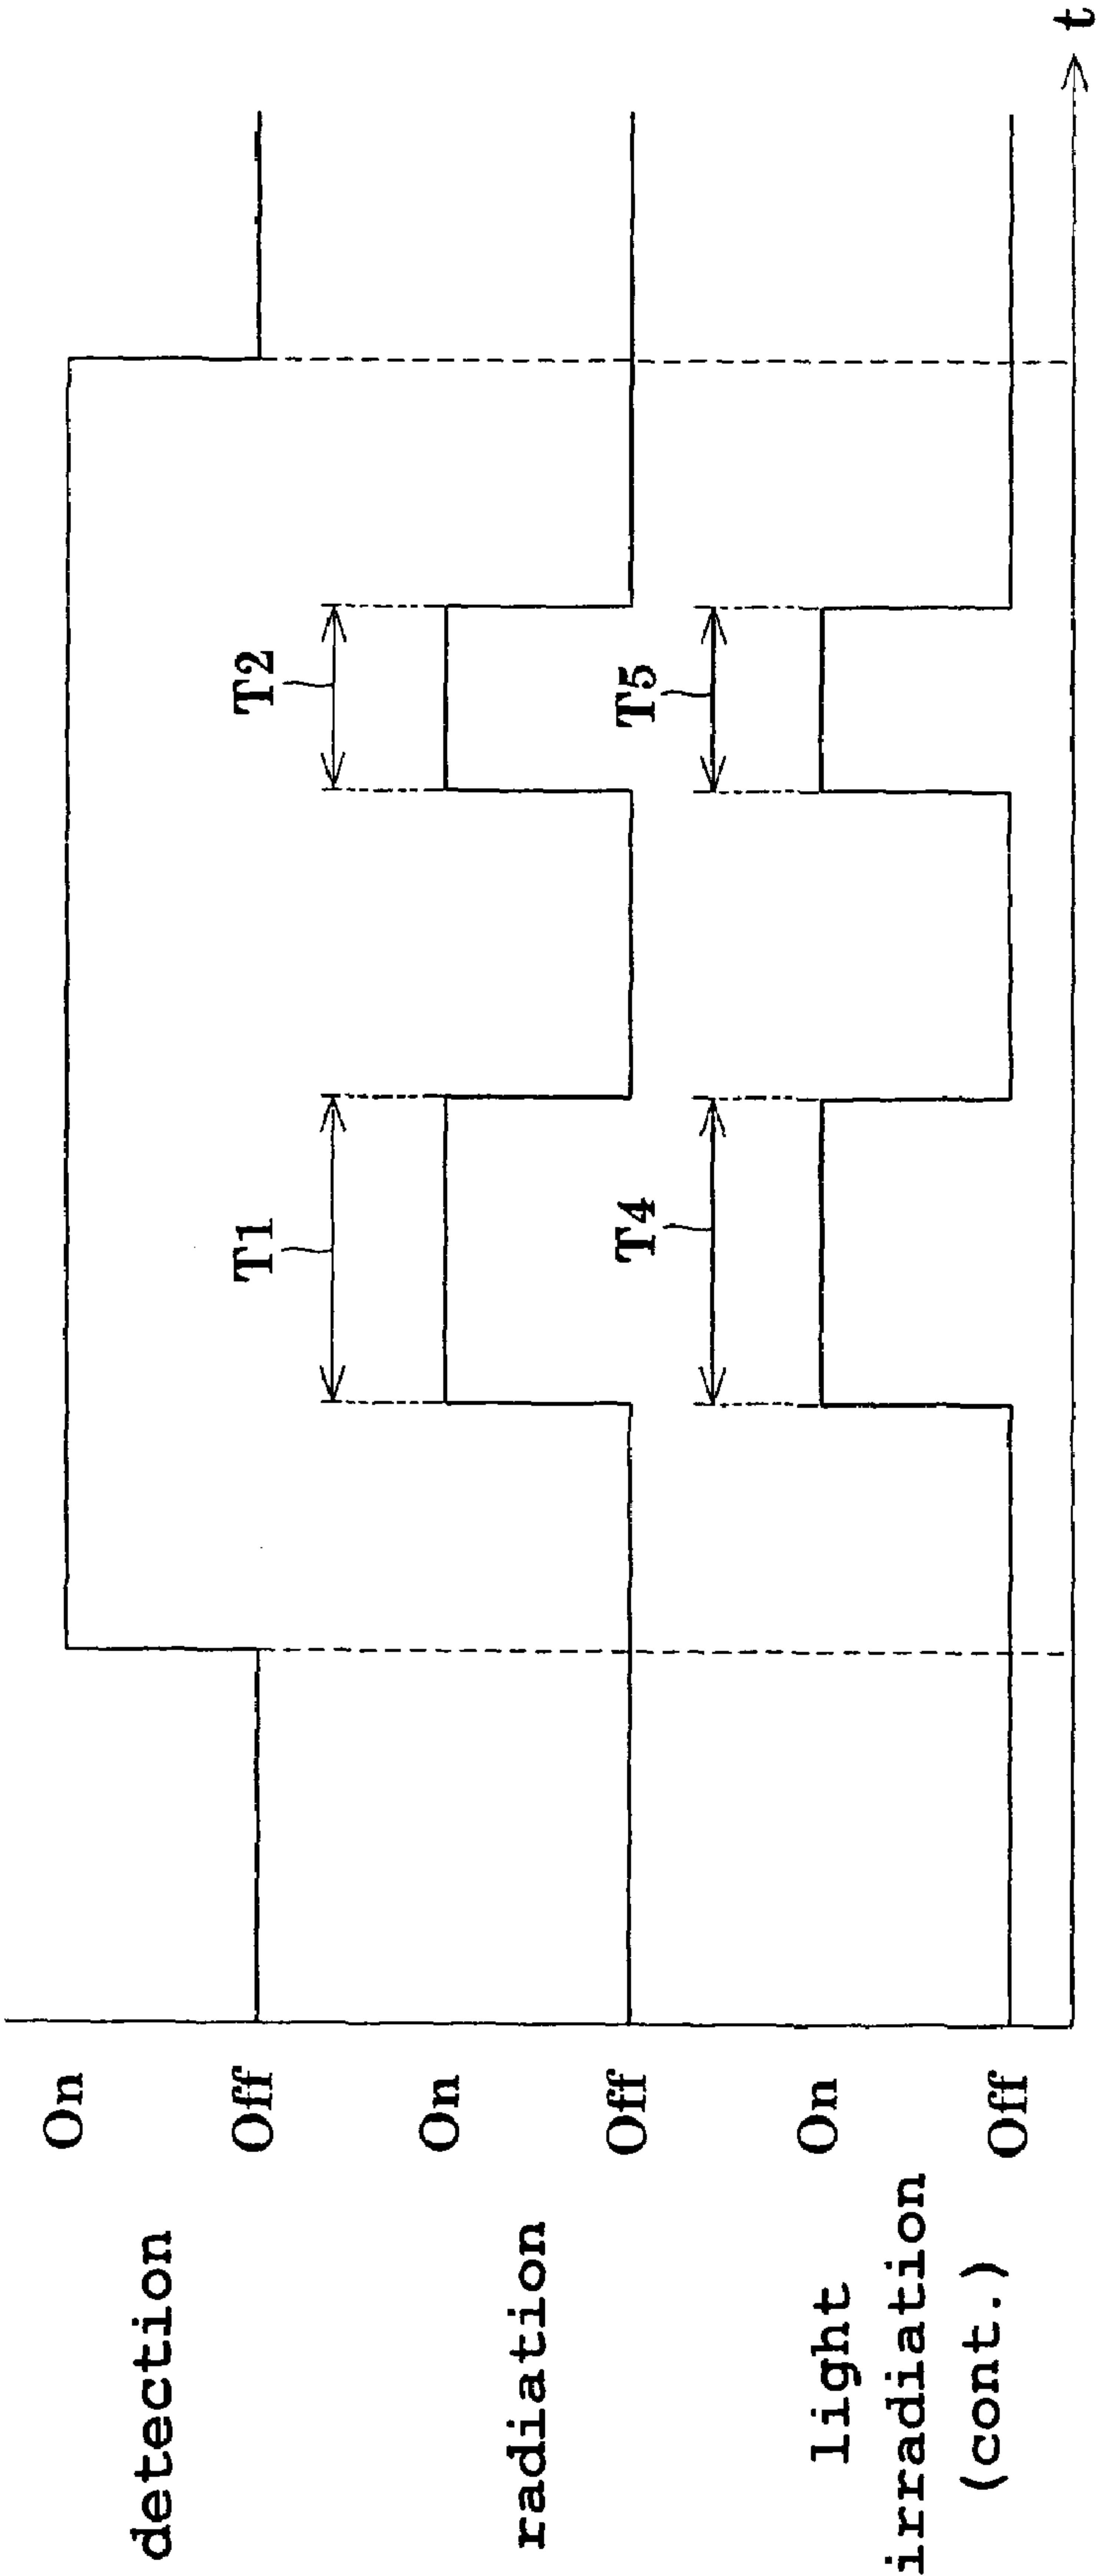 detection
On
Off
T1
T2
radiation
On
Off
T4
T5
light
irradiation
(cont.)
On
Off
t